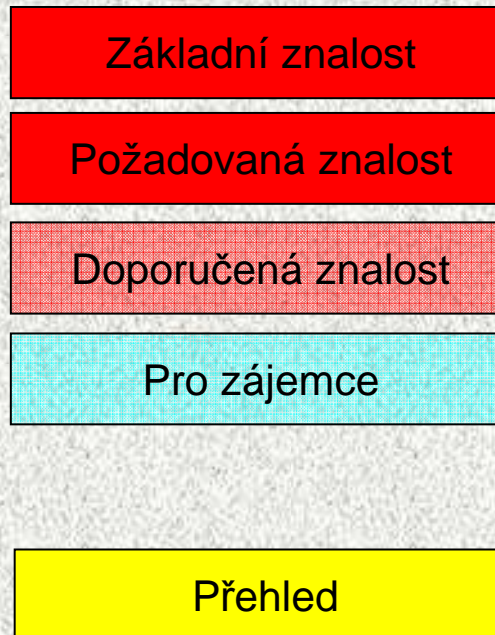 Základní znalost
Požadovaná znalost
Doporučená znalost
Pro zájemce
Přehled